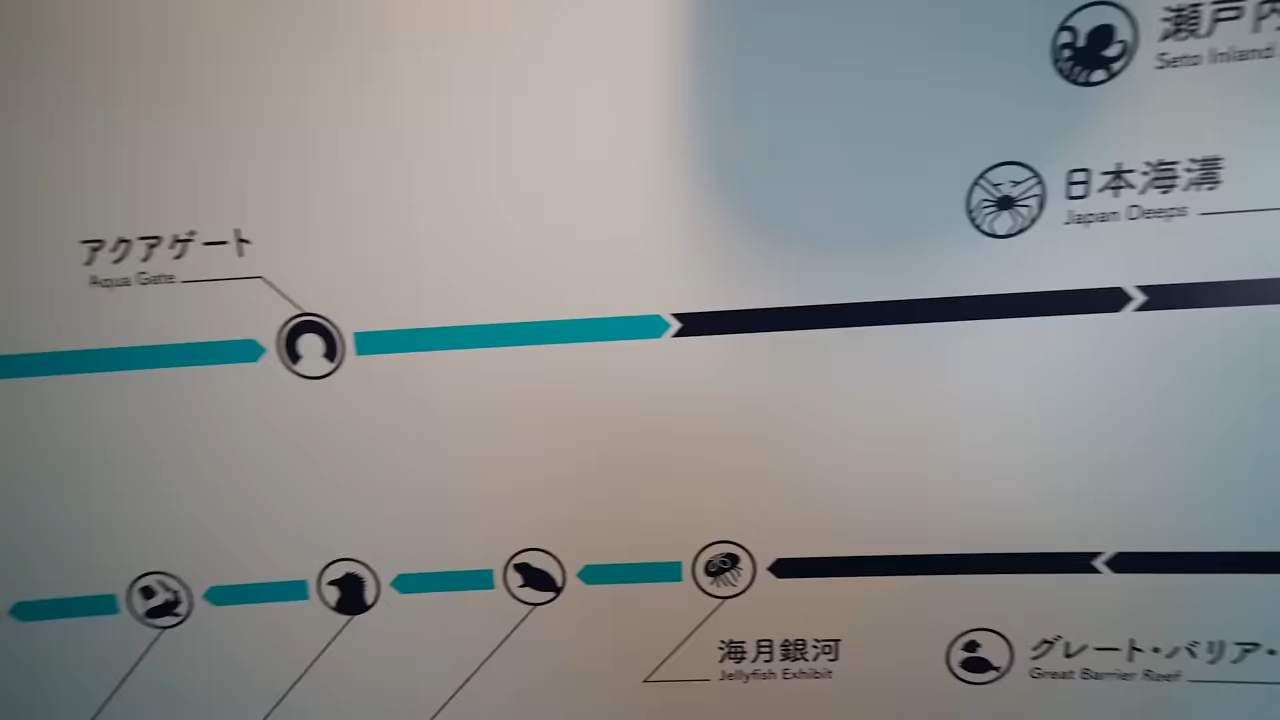 瀬戸内
Seto Inland
日本海溝
Japan Deeps
アクアゲート
Aqua Gate
海月銀河
Jellyfish Exhibit
グレート・バリア・
Great Barrier Reef